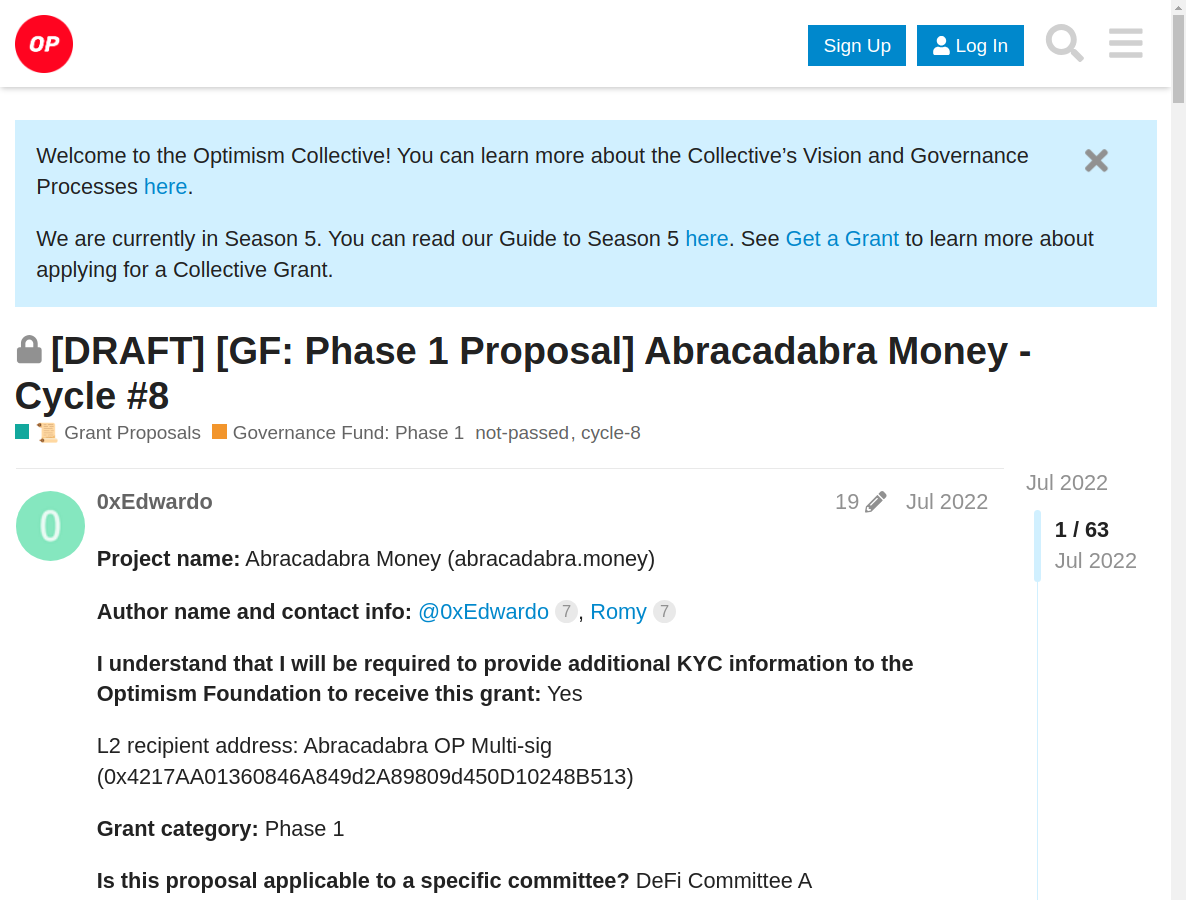 OP
Sign Up
Log In
Welcome to the Optimism Collective! You can learn more about the Collective’s Vision and Governance
Processes here.
We are currently in Season 5. You can read our Guide to Season 5 here. See Get a Grant to learn more about
applying for a Collective Grant.
[DRAFT] [GF: Phase 1 Proposal] Abracadabra Money -
Cycle #8
📜 Grant Proposals Governance Fund: Phase 1 not-passed, cycle-8
Jul 2022
1 / 63
Jul 2022
0
0xEdwardo 19 Jul 2022
Project name: Abracadabra Money (abracadabra.money)
Author name and contact info: @0xEdwardo 7, Romy 7
I understand that I will be required to provide additional KYC information to the
Optimism Foundation to receive this grant: Yes
L2 recipient address: Abracadabra OP Multi-sig
(0x4217AA01360846A849d2A89809d450D10248B513)
Grant category: Phase 1
Is this proposal applicable to a specific committee? DeFi Committee A